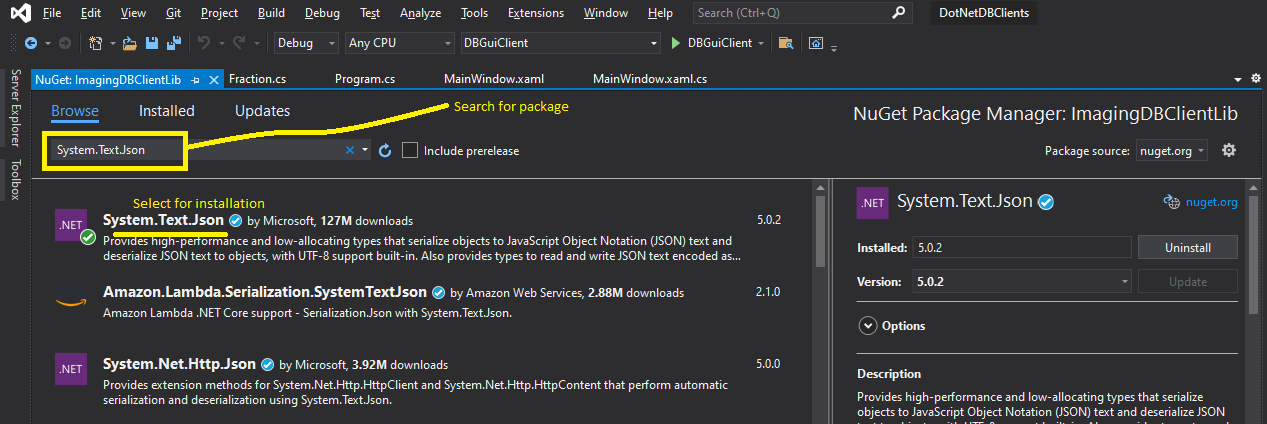 File Edit View Git Project Build Debug Test Analyze Tools Extensions Window Help Search (Ctrl+Q) DotNetDBClients
Debug Any CPU DBGuiClient DBGuiClient
Server Explorer
Toolbox
NuGet: ImagingDBClientLib Fraction.cs Program.cs MainWindow.xaml MainWindow.xaml.cs
Browse Installed Updates
Search for package
NuGet Package Manager: ImagingDBClientLib
System.Text.Json Include prerelease
Package source: nuget.org
Select for installation
.NET System.Text.Json by Microsoft, 127M downloads 5.0.2
Provides high-performance and low-allocating types that serialize objects to JavaScript Object Notation (JSON) text and
deserialize JSON text to objects, with UTF-8 support built-in. Also provides types to read and write JSON text encoded as...
Amazon.Lambda.Serialization.SystemTextJson by Amazon Web Services, 2.88M downloads 2.1.0
Amazon Lambda .NET Core support - Serialization.Json with System.Text.Json.
.NET System.Net.Http.Json by Microsoft, 3.92M downloads 5.0.0
Provides extension methods for System.Net.Http.HttpClient and System.Net.Http.HttpContent that perform automatic
serialization and deserialization using System.Text.Json.
.NET System.Text.Json nuget.org
Installed: 5.0.2 Uninstall
Version: 5.0.2 Update
Options
Description
Provides high-performance and low-allocating types that serialize
objects to JavaScript Object Notation (JSON) text and deserialize JSON